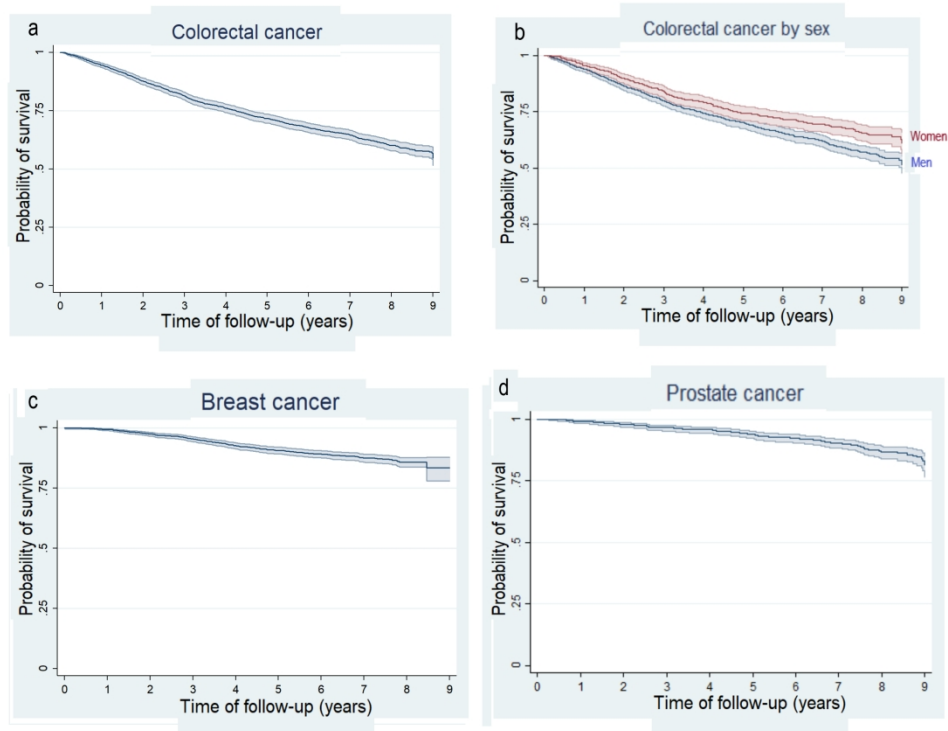 a
Colorectal cancer
Probability of survival
1
.75
.5
.25
0
0 1 2 3 4 5 6 7 8 9
Time of follow-up (years)
b
Colorectal cancer by sex
Probability of survival
1
.75
.5
.25
0
Women
Men
0 1 2 3 4 5 6 7 8 9
Time of follow-up (years)
c
Breast cancer
Probability of survival
1
.75
.5
.25
0
0 1 2 3 4 5 6 7 8 9
Time of follow-up (years)
d
Prostate cancer
Probability of survival
1
.75
.5
.25
0
0 1 2 3 4 5 6 7 8 9
Time of follow-up (years)